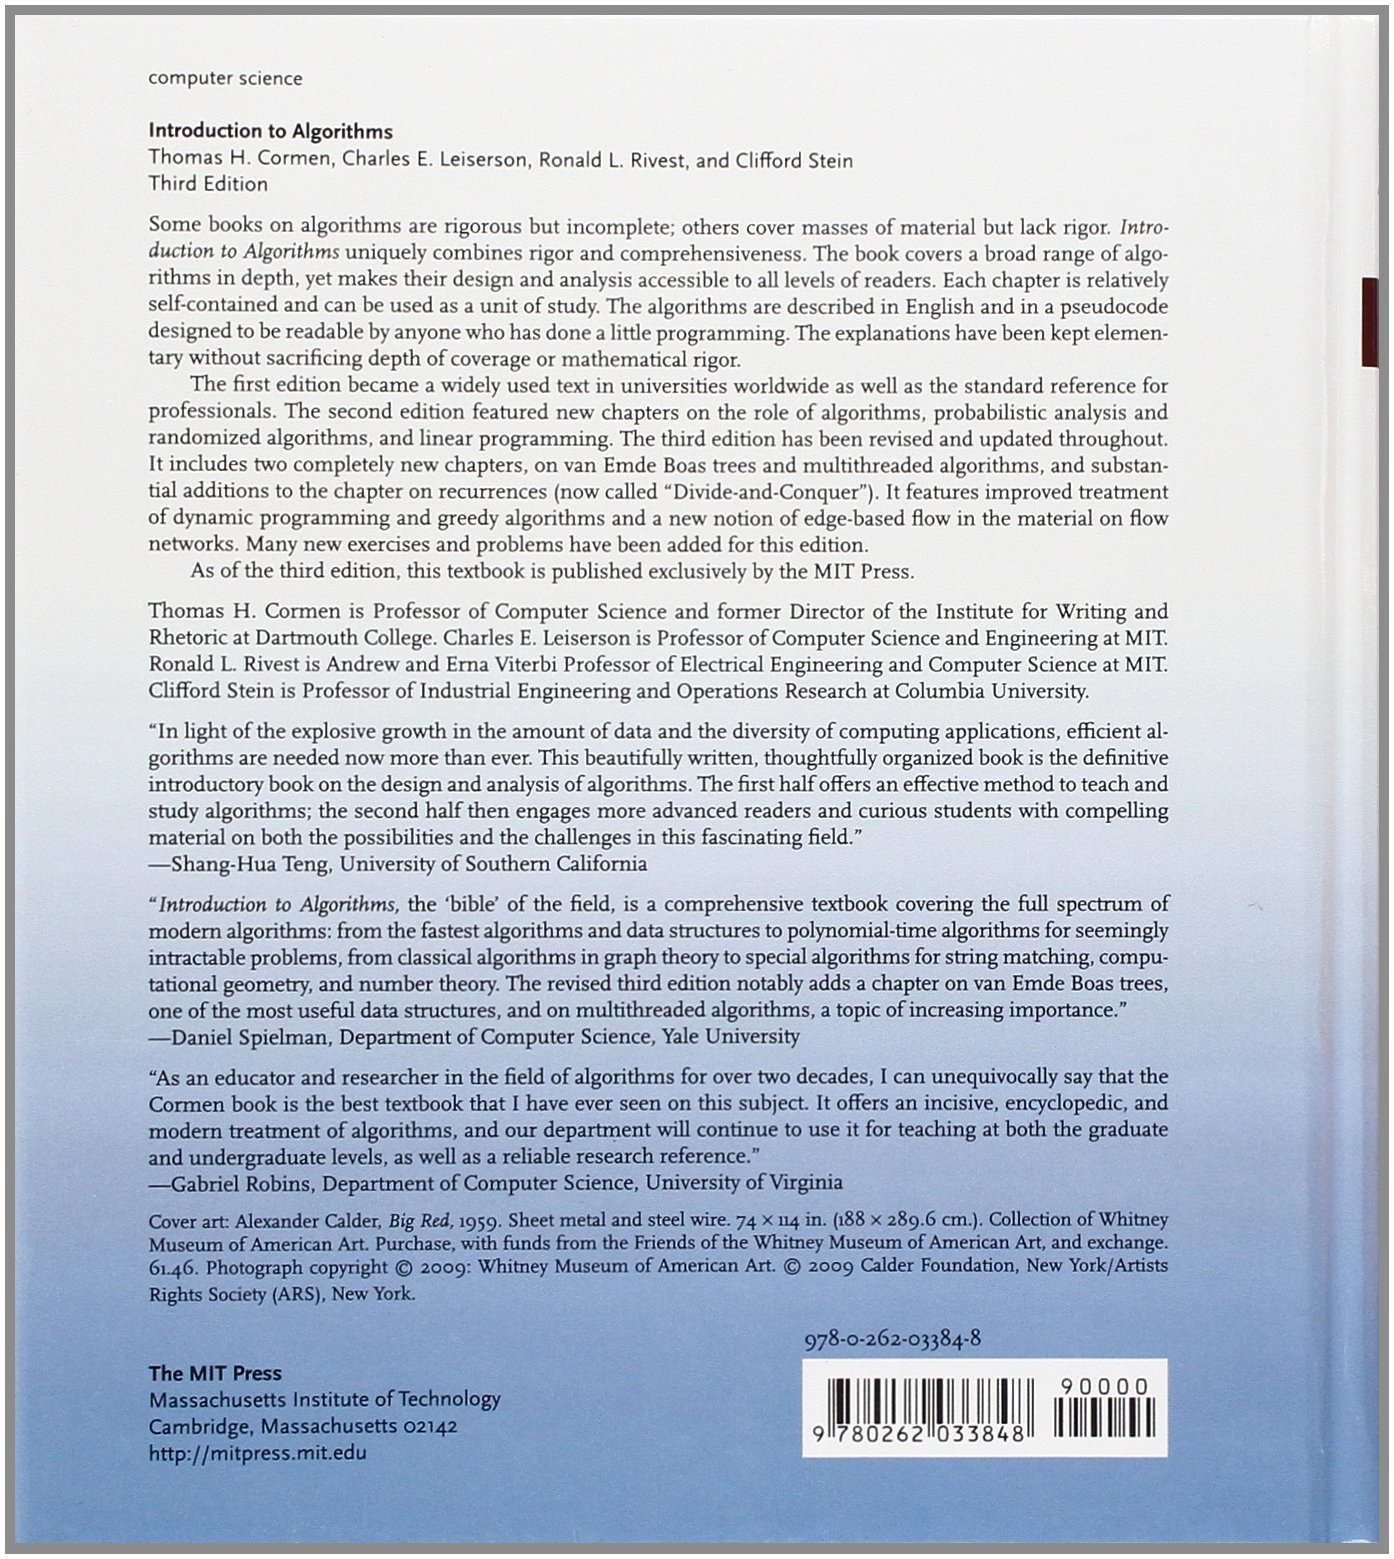 computer science
Introduction to Algorithms
Thomas H. Cormen, Charles E. Leiserson, Ronald L. Rivest, and Clifford Stein
Third Edition
Some books on algorithms are rigorous but incomplete; others cover masses of material but lack rigor. Intro-
duction to Algorithms uniquely combines rigor and comprehensiveness. The book covers a broad range of algo-
rithms in depth, yet makes their design and analysis accessible to all levels of readers. Each chapter is relatively
self-contained and can be used as a unit of study. The algorithms are described in English and in a pseudocode
designed to be readable by anyone who has done a little programming. The explanations have been kept elemen-
tary without sacrificing depth of coverage or mathematical rigor.
The first edition became a widely used text in universities worldwide as well as the standard reference for
professionals. The second edition featured new chapters on the role of algorithms, probabilistic analysis and
randomized algorithms, and linear programming. The third edition has been revised and updated throughout.
It includes two completely new chapters, on van Emde Boas trees and multithreaded algorithms, and substan-
tial additions to the chapter on recurrences (now called “Divide-and-Conquer”). It features improved treatment
of dynamic programming and greedy algorithms and a new notion of edge-based flow in the material on flow
networks. Many new exercises and problems have been added for this edition.
As of the third edition, this textbook is published exclusively by the MIT Press.
Thomas H. Cormen is Professor of Computer Science and former Director of the Institute for Writing and
Rhetoric at Dartmouth College. Charles E. Leiserson is Professor of Computer Science and Engineering at MIT.
Ronald L. Rivest is Andrew and Erna Viterbi Professor of Electrical Engineering and Computer Science at MIT.
Clifford Stein is Professor of Industrial Engineering and Operations Research at Columbia University.
“In light of the explosive growth in the amount of data and the diversity of computing applications, efficient al-
gorithms are needed now more than ever. This beautifully written, thoughtfully organized book is the definitive
introductory book on the design and analysis of algorithms. The first half offers an effective method to teach and
study algorithms; the second half then engages more advanced readers and curious students with compelling
material on both the possibilities and the challenges in this fascinating field.”
—Shang-Hua Teng, University of Southern California
“Introduction to Algorithms, the ‘bible’ of the field, is a comprehensive textbook covering the full spectrum of
modern algorithms: from the fastest algorithms and data structures to polynomial-time algorithms for seemingly
intractable problems, from classical algorithms in graph theory to special algorithms for string matching, compu-
tational geometry, and number theory. The revised third edition notably adds a chapter on van Emde Boas trees,
one of the most useful data structures, and on multithreaded algorithms, a topic of increasing importance.”
—Daniel Spielman, Department of Computer Science, Yale University
“As an educator and researcher in the field of algorithms for over two decades, I can unequivocally say that the
Cormen book is the best textbook that I have ever seen on this subject. It offers an incisive, encyclopedic, and
modern treatment of algorithms, and our department will continue to use it for teaching at both the graduate
and undergraduate levels, as well as a reliable research reference.”
—Gabriel Robins, Department of Computer Science, University of Virginia
Cover art: Alexander Calder, Big Red, 1959. Sheet metal and steel wire. 74 × 114 in. (188 × 289.6 cm.). Collection of Whitney
Museum of American Art. Purchase, with funds from the Friends of the Whitney Museum of American Art, and exchange.
61.46. Photograph copyright © 2009: Whitney Museum of American Art. © 2009 Calder Foundation, New York/Artists
Rights Society (ARS), New York.
The MIT Press
Massachusetts Institute of Technology
Cambridge, Massachusetts 02142
http://mitpress.mit.edu
978-0-262-03384-8
90000
9 780262 033848